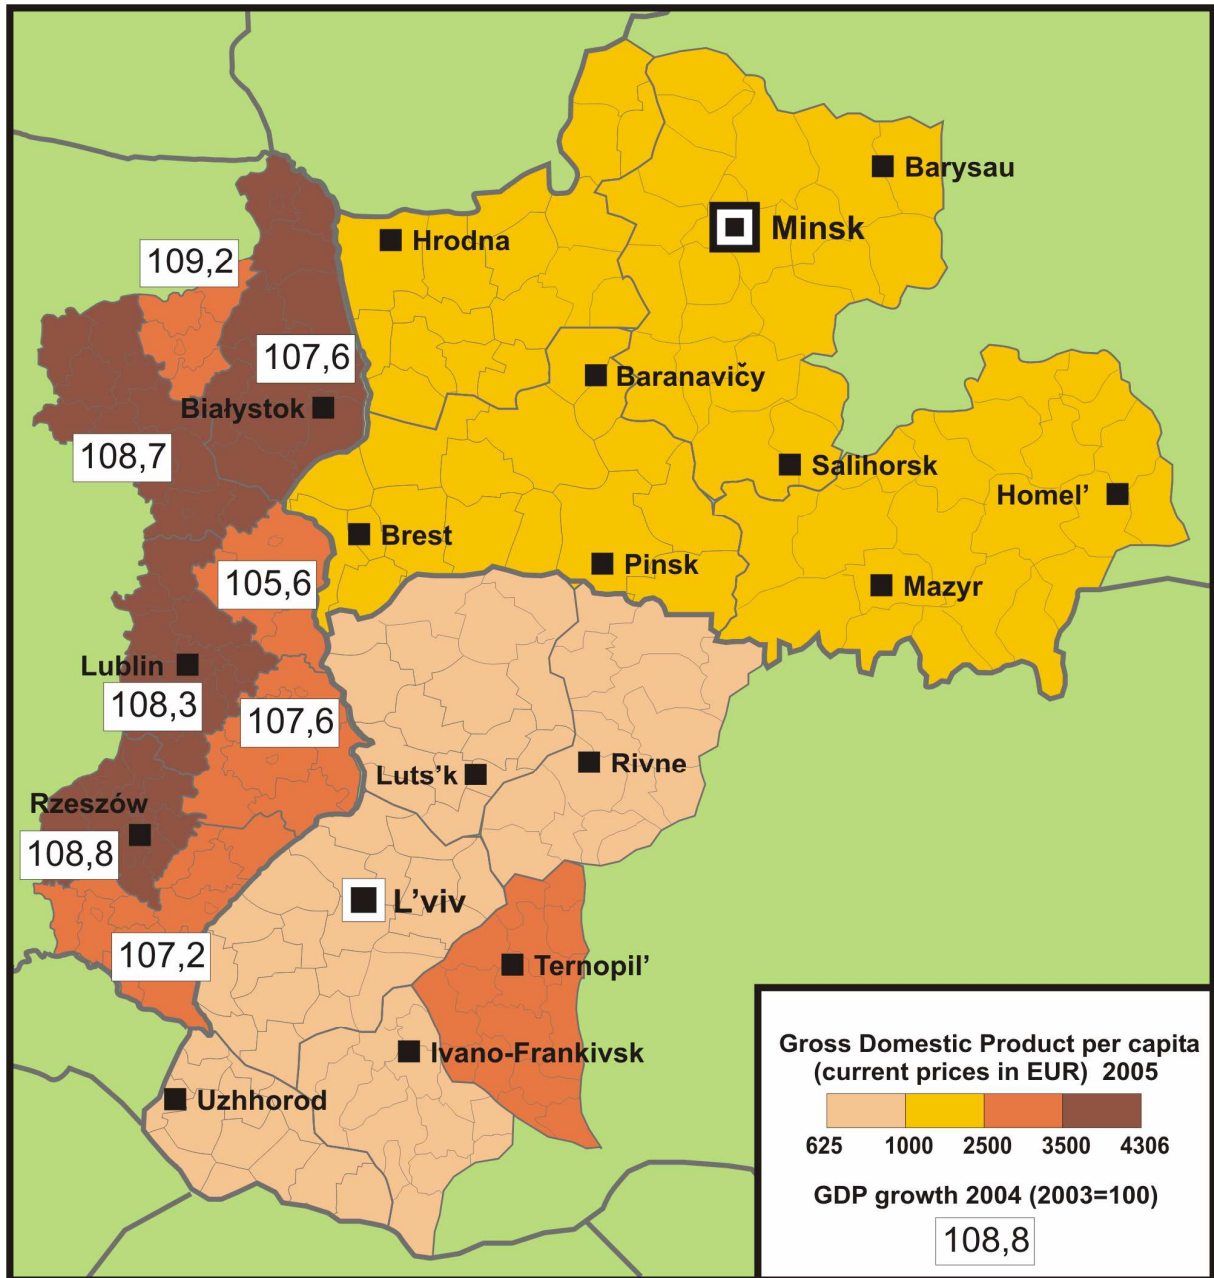 Barysau
Minsk
Hrodna
109,2
107,6
Baranavičy
Białystok
108,7
Salihorsk
Homel’
Brest
Pinsk
105,6
Mazyr
Lublin
108,3
107,6
Luts’k
Rivne
Rzeszów
108,8
L’viv
107,2
Ternopil’
Ivano-Frankivsk
Uzhhorod
Gross Domestic Product per capita
(current prices in EUR) 2005
625 1000 2500 3500 4306
GDP growth 2004 (2003=100)
108,8